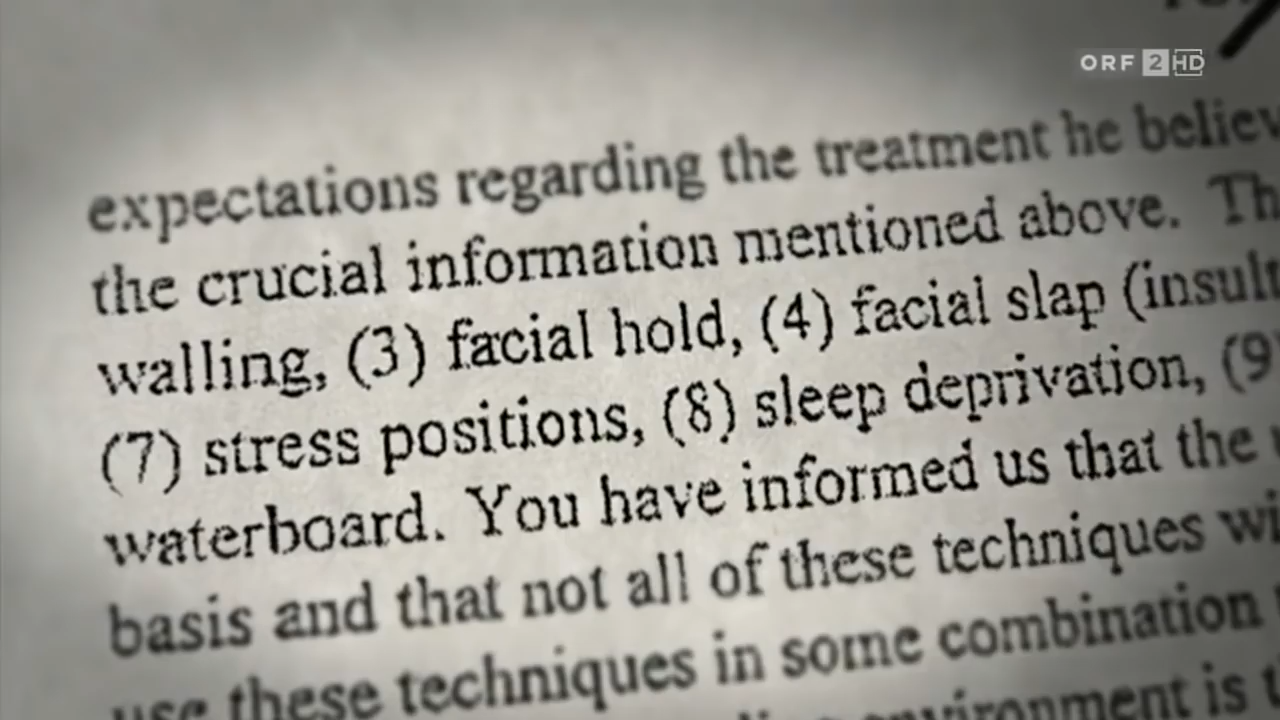 ORF 2 HD
expectations regarding the treatment he believ
the crucial information mentioned above. Th
walling, (3) facial hold, (4) facial slap (insult
(7) stress positions, (8) sleep deprivation, (9)
waterboard. You have informed us that the
basis and that not all of these techniques wi
use these techniques in some combination
environment is t